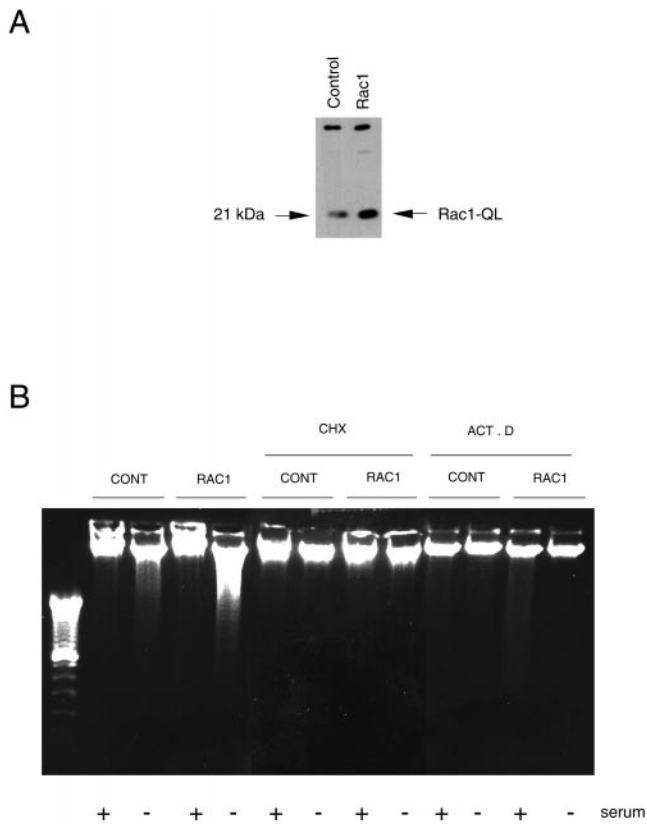 A
Control Rac1
21 kDa Rac1-QL
B
CHX ACT . D
CONT RAC1 CONT RAC1 CONT RAC1
+ - + - + - + - + - + - serum